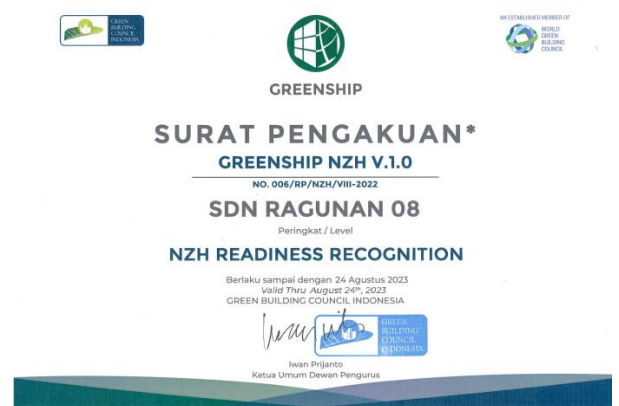 GREEN
BUILDING
COUNCIL
INDONESIA
AN ESTABLISHED MEMBER OF
WORLD
GREEN
BUILDING
COUNCIL
GREENSHIP
SURAT PENGAKUAN*
GREENSHIP NZH V.1.0
NO. 006/RP/NZH/VIII-2022
SDN RAGUNAN 08
Peringkat / Level
NZH READINESS RECOGNITION
Berlaku sampai dengan 24 Agustus 2023
Valid Thru August 24th, 2023
GREEN BUILDING COUNCIL INDONESIA
GREEN
BUILDING
COUNCIL
INDONESIA
Iwan Prijanto
Ketua Umum Dewan Pengurus